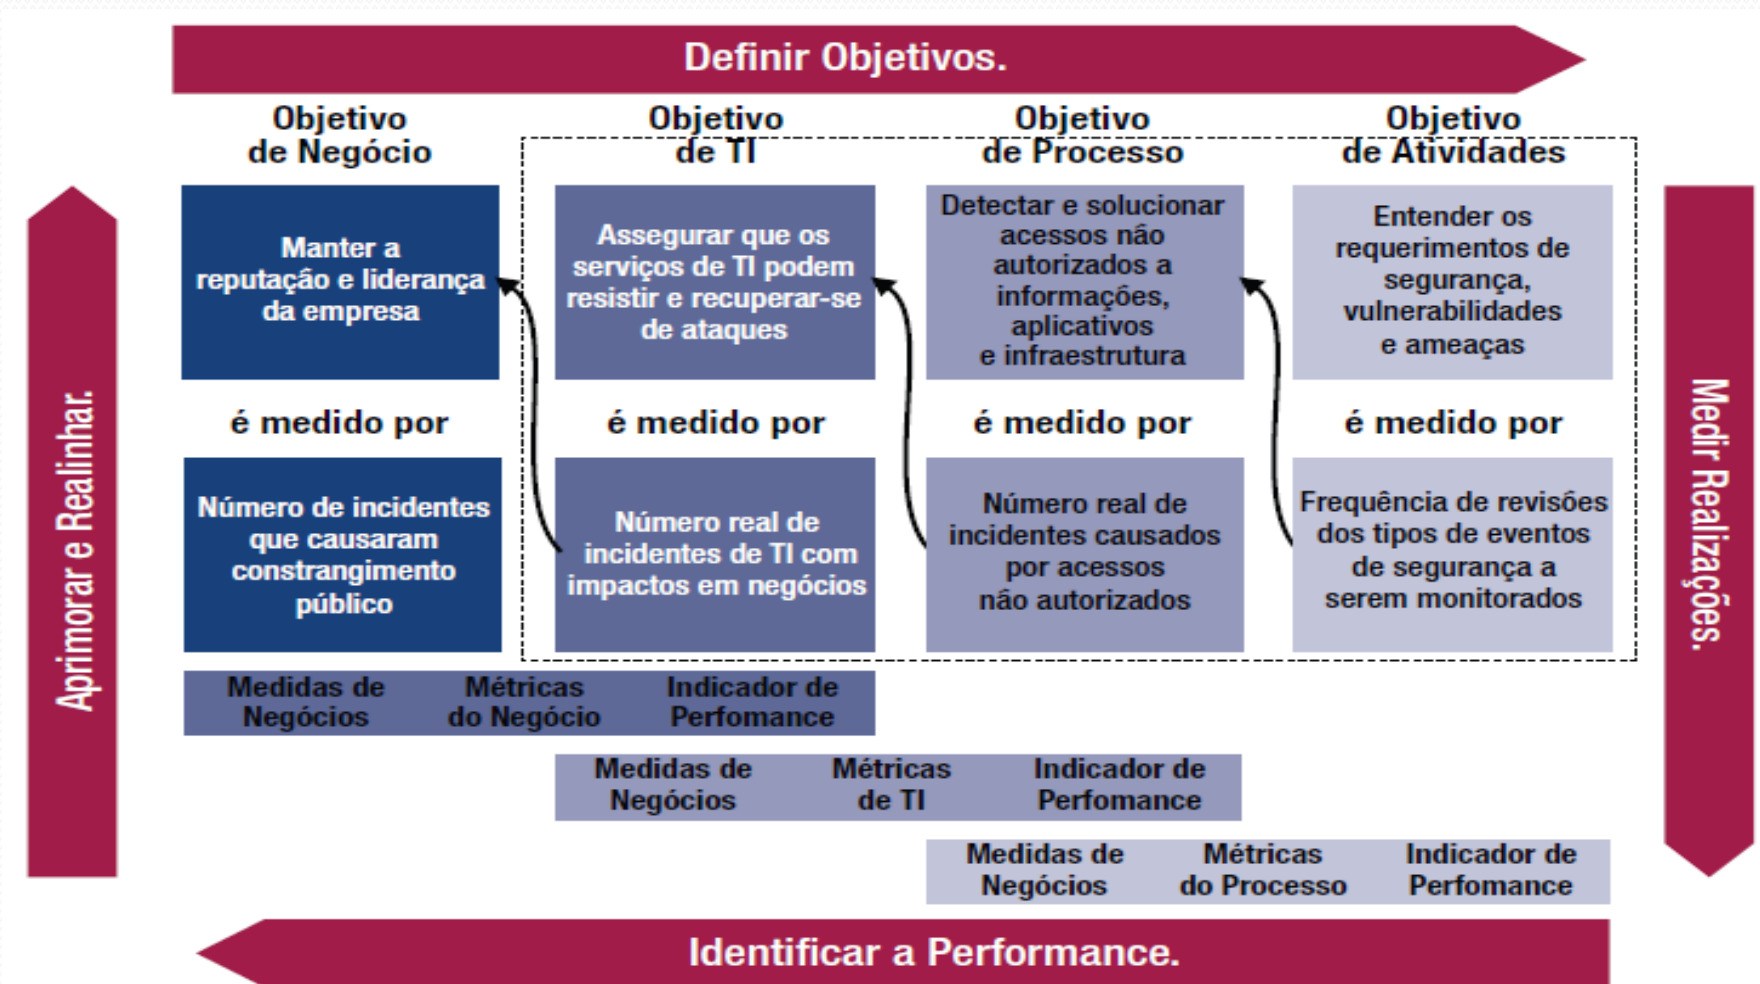 Definir Objetivos.
Objetivo
de Negócio
Objetivo
de TI
Objetivo
de Processo
Objetivo
de Atividades
Manter a
reputação e liderança
da empresa
Assegurar que os
serviços de TI podem
resistir e recuperar-se
de ataques
Detectar e solucionar
acessos não
autorizados a
informações,
aplicativos
e infraestrutura
Entender os
requerimentos de
segurança,
vulnerabilidades
e ameaças
é medido por
é medido por
é medido por
é medido por
Número de incidentes
que causaram
constrangimento
público
Número real de
incidentes de TI com
impactos em negócios
Número real de
incidentes causados
por acessos
não autorizados
Frequência de revisões
dos tipos de eventos
de segurança a
serem monitorados
Medidas de
Negócios
Métricas
do Negócio
Indicador de
Perfomance
Medidas de
Negócios
Métricas
de TI
Indicador de
Perfomance
Medidas de
Negócios
Métricas
do Processo
Indicador de
Perfomance
Aprimorar e Realinhar.
Medir Realizações.
Identificar a Performance.